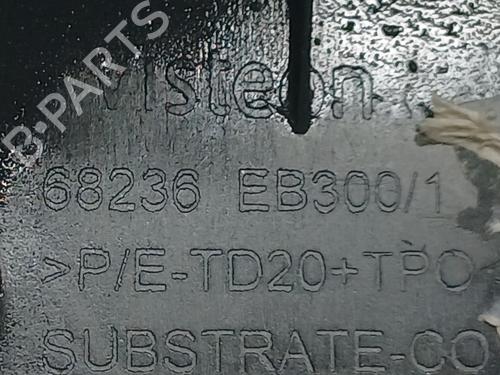 B-PARTS
Visteon
68236 EB300/1
>P/E-TD20+TPO
SUBSTRATE-CO